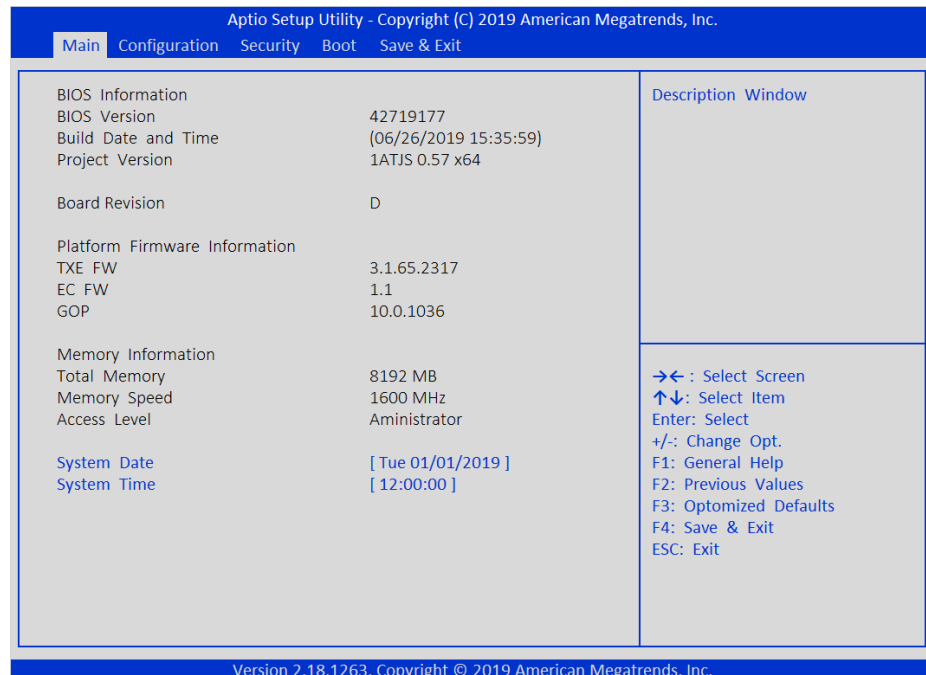 Aptio Setup Utility - Copyright (C) 2019 American Megatrends, Inc.
Main Configuration Security Boot Save & Exit
BIOS Information
BIOS Version 42719177
Build Date and Time (06/26/2019 15:35:59)
Project Version 1ATJS 0.57 x64
Board Revision D
Platform Firmware Information
TXE FW 3.1.65.2317
EC FW 1.1
GOP 10.0.1036
Memory Information
Total Memory 8192 MB
Memory Speed 1600 MHz
Access Level Aministrator
System Date [ Tue 01/01/2019 ]
System Time [ 12:00:00 ]
Description Window
→← : Select Screen
↑↓: Select Item
Enter: Select
+/-: Change Opt.
F1: General Help
F2: Previous Values
F3: Optomized Defaults
F4: Save & Exit
ESC: Exit
Version 2.18.1263. Copyright © 2019 American Megatrends, Inc.